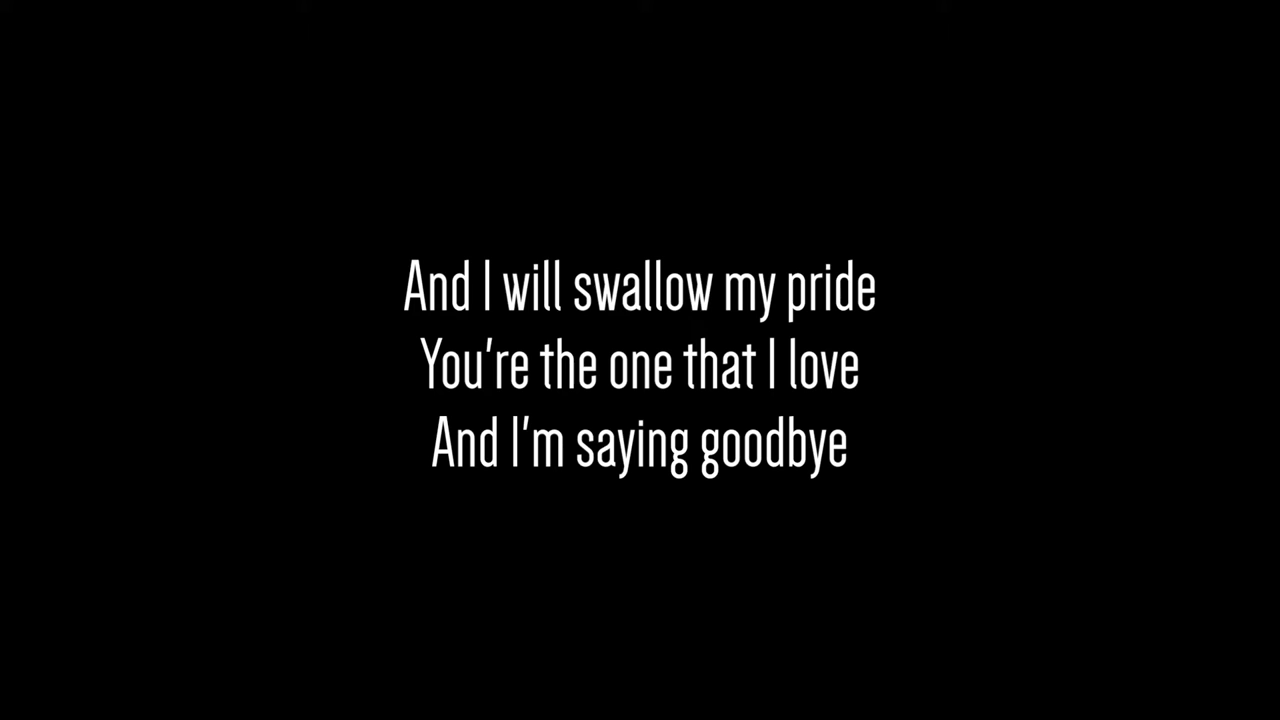 And I will swallow my pride
You're the one that I love
And I'm saying goodbye